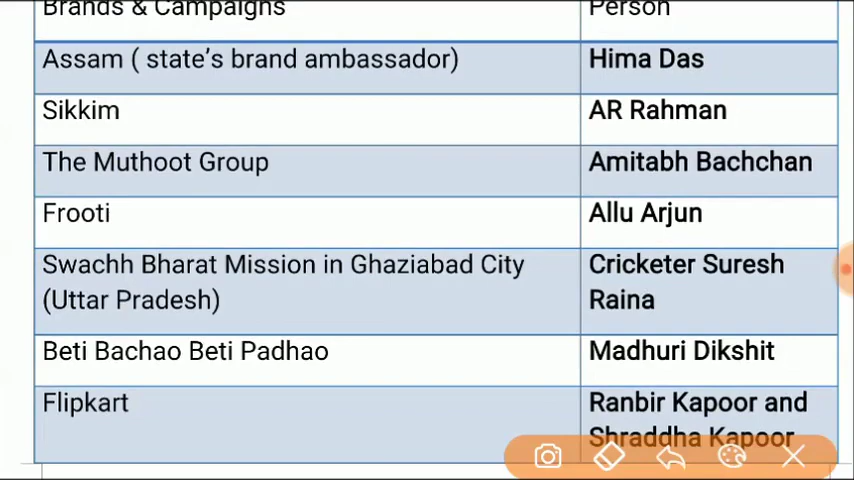 Brands & Campaigns Person
Assam ( state's brand ambassador) Hima Das
Sikkim AR Rahman
The Muthoot Group Amitabh Bachchan
Frooti Allu Arjun
Swachh Bharat Mission in Ghaziabad City Cricketer Suresh
(Uttar Pradesh) Raina
Beti Bachao Beti Padhao Madhuri Dikshit
Flipkart Ranbir Kapoor and
Shraddha Kapoor